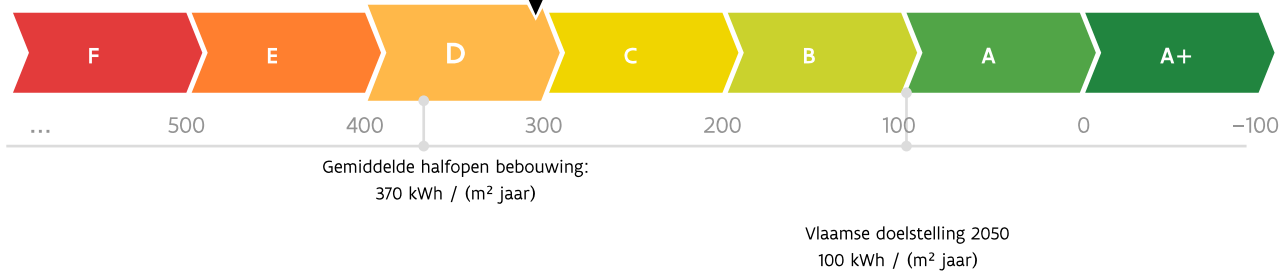 F E D C B A A+
... 500 400 300 200 100 0 –100
Gemiddelde halfopen bebouwing:
370 kWh / (m² jaar)
Vlaamse doelstelling 2050
100 kWh / (m² jaar)